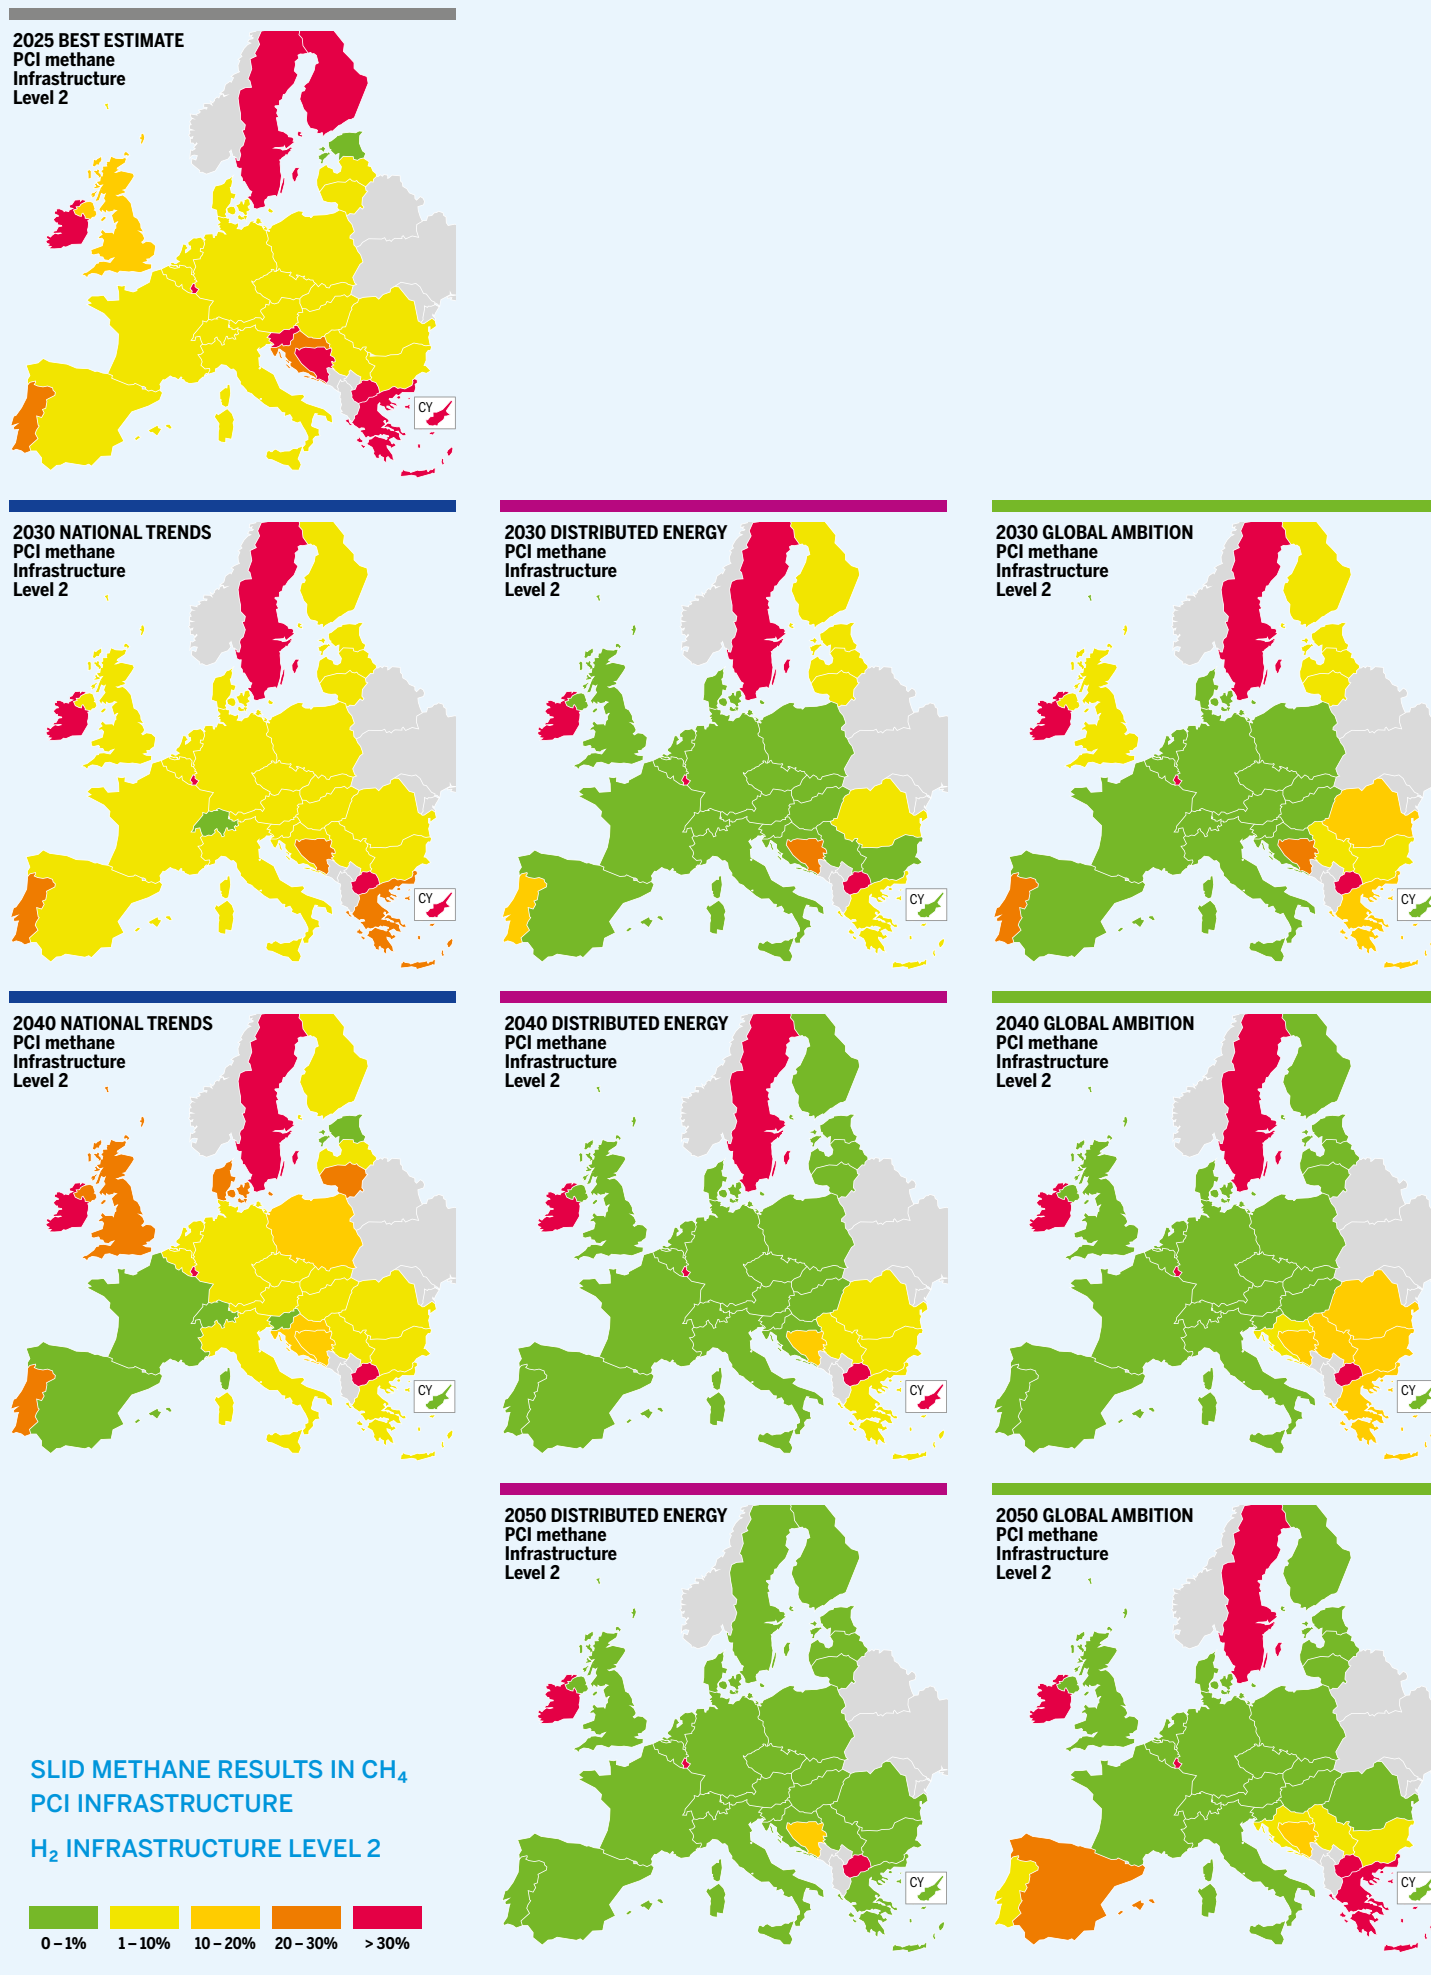 2025 BEST ESTIMATE
PCI methane
Infrastructure
Level 2
CY
2030 NATIONAL TRENDS
PCI methane
Infrastructure
Level 2
CY
2030 DISTRIBUTED ENERGY
PCI methane
Infrastructure
Level 2
CY
2030 GLOBAL AMBITION
PCI methane
Infrastructure
Level 2
CY
2040 NATIONAL TRENDS
PCI methane
Infrastructure
Level 2
CY
2040 DISTRIBUTED ENERGY
PCI methane
Infrastructure
Level 2
CY
2040 GLOBAL AMBITION
PCI methane
Infrastructure
Level 2
CY
2050 DISTRIBUTED ENERGY
PCI methane
Infrastructure
Level 2
CY
2050 GLOBAL AMBITION
PCI methane
Infrastructure
Level 2
CY
SLID METHANE RESULTS IN CH₄
PCI INFRASTRUCTURE
H₂ INFRASTRUCTURE LEVEL 2
0–1% 1–10% 10–20% 20–30% >30%